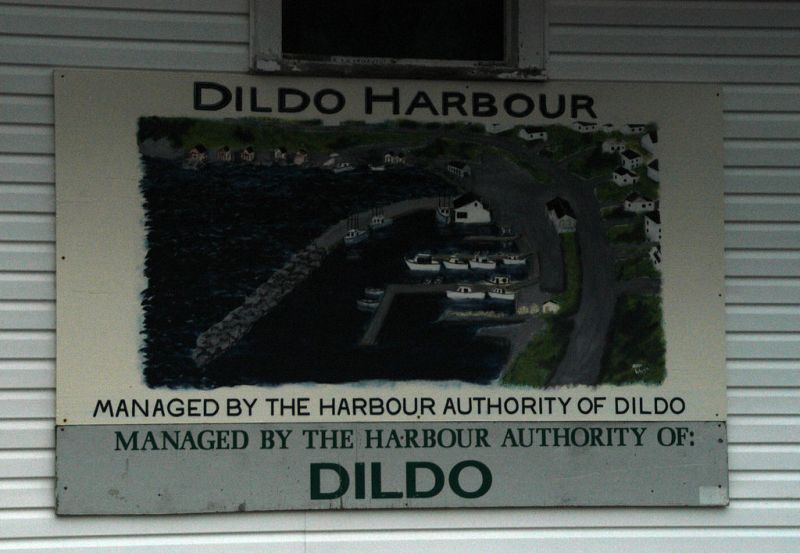 DILDO HARBOUR
MANAGED BY THE HARBOUR AUTHORITY OF DILDO
MANAGED BY THE HARBOUR AUTHORITY OF:
DILDO